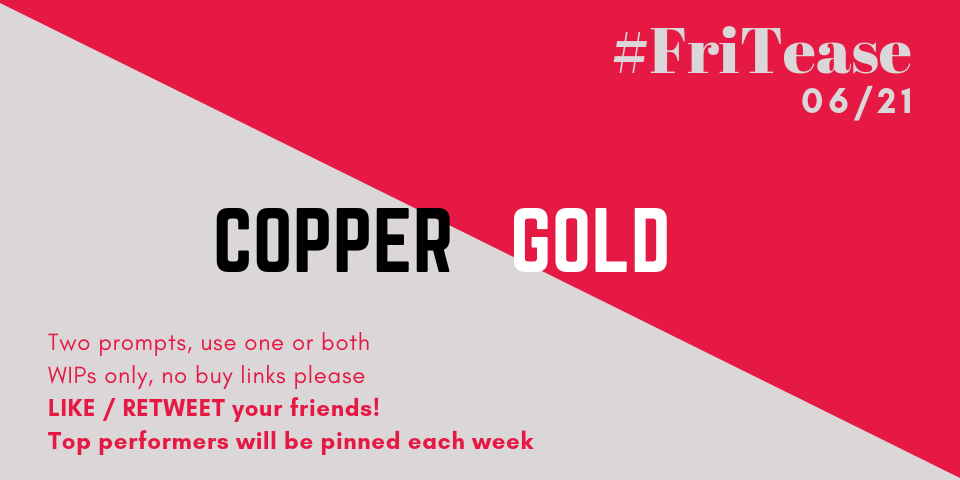 #FriTease
06/21
COPPER GOLD
Two prompts, use one or both
WIPs only, no buy links please
LIKE / RETWEET your friends!
Top performers will be pinned each week